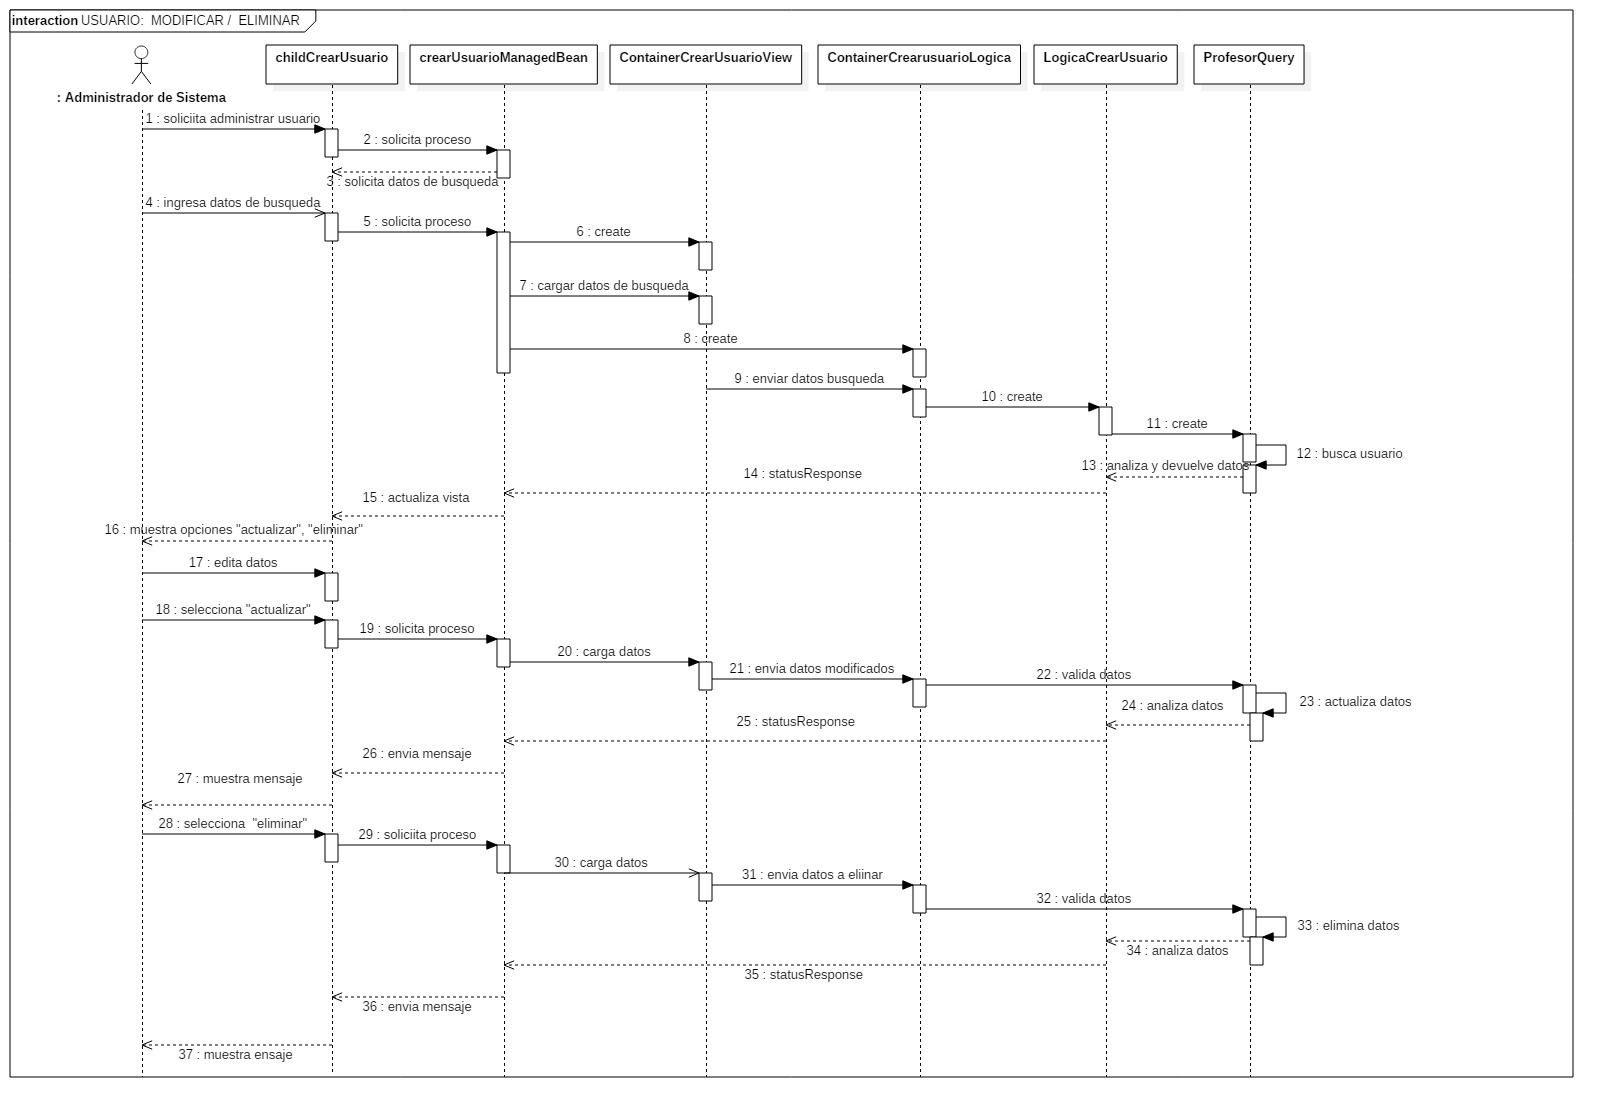 interaction USUARIO:  MODIFICAR /  ELIMINAR
childCrearUsuario
crearUsuarioManagedBean
ContainerCrearUsuarioView
ContainerCrearusuarioLogica
LogicaCrearUsuario
ProfesorQuery
: Administrador de Sistema
1 : soliciita administrar usuario
2 : solicita proceso
3 : solicita datos de busqueda
4 : ingresa datos de busqueda
5 : solicita proceso
6 : create
7 : cargar datos de busqueda
8 : create
9 : enviar datos busqueda
10 : create
11 : create
12 : busca usuario
13 : analiza y devuelve datos
14 : statusResponse
15 : actualiza vista
16 : muestra opciones "actualizar", "eliminar"
17 : edita datos
18 : selecciona "actualizar"
19 : solicita proceso
20 : carga datos
21 : envia datos modificados
22 : valida datos
23 : actualiza datos
24 : analiza datos
25 : statusResponse
26 : envia mensaje
27 : muestra mensaje
28 : selecciona  "eliminar"
29 : soliciita proceso
30 : carga datos
31 : envia datos a eliinar
32 : valida datos
33 : elimina datos
34 : analiza datos
35 : statusResponse
36 : envia mensaje
37 : muestra ensaje